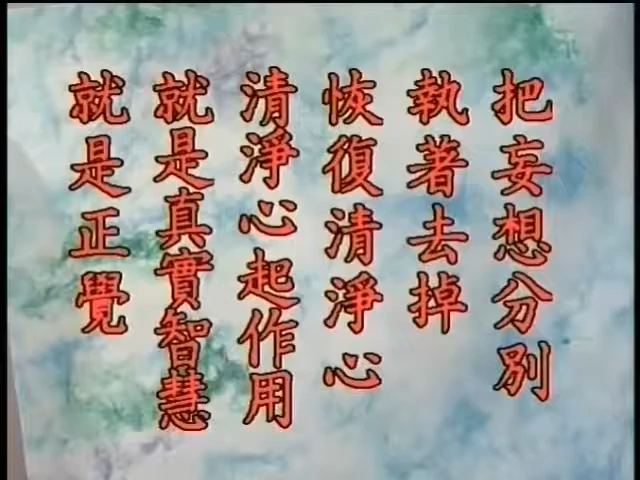 把妄想分別
執著去掉
恢復清淨心
清淨心起作用
就是真實智慧
就是正覺